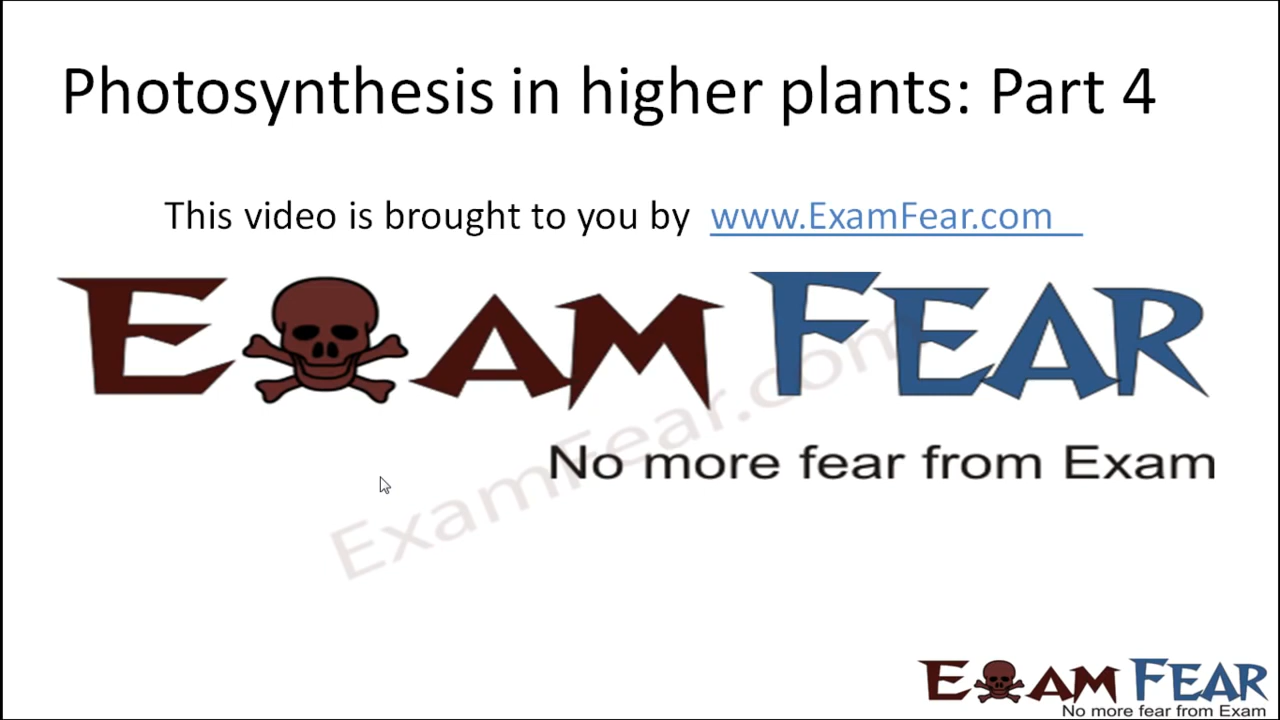 Photosynthesis in higher plants: Part 4
This video is brought to you by www.ExamFear.com
EXAM FEAR
No more fear from Exam
ExamFear.com
EXAM FEAR
No more fear from Exam